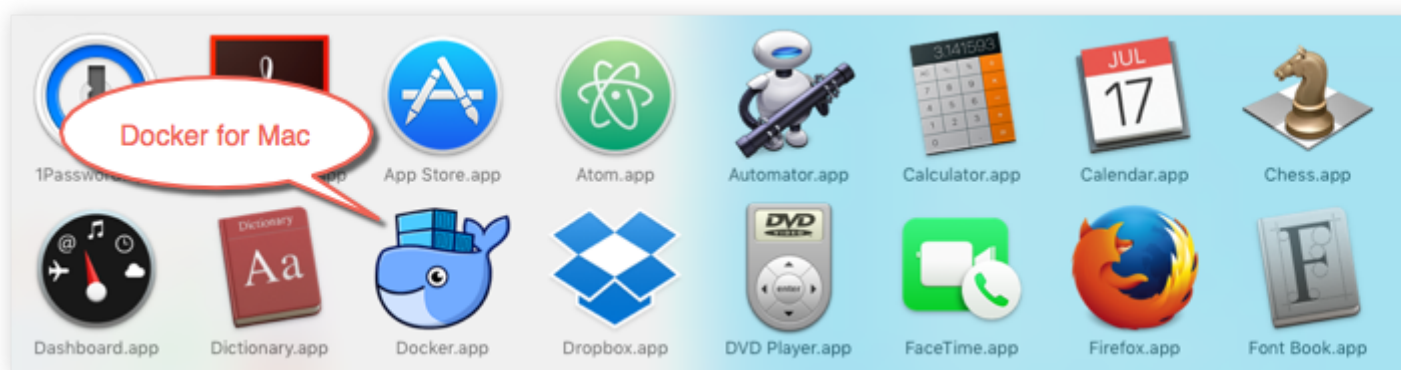 3.141593
JUL
17
Docker for Mac
App Store.app
Atom.app
Automator.app
Calculator.app
Calendar.app
Chess.app
Dictionary
Aa
DVD
VIDEO
enter
F
Dashboard.app
Dictionary.app
Docker.app
Dropbox.app
DVD Player.app
FaceTime.app
Firefox.app
Font Book.app